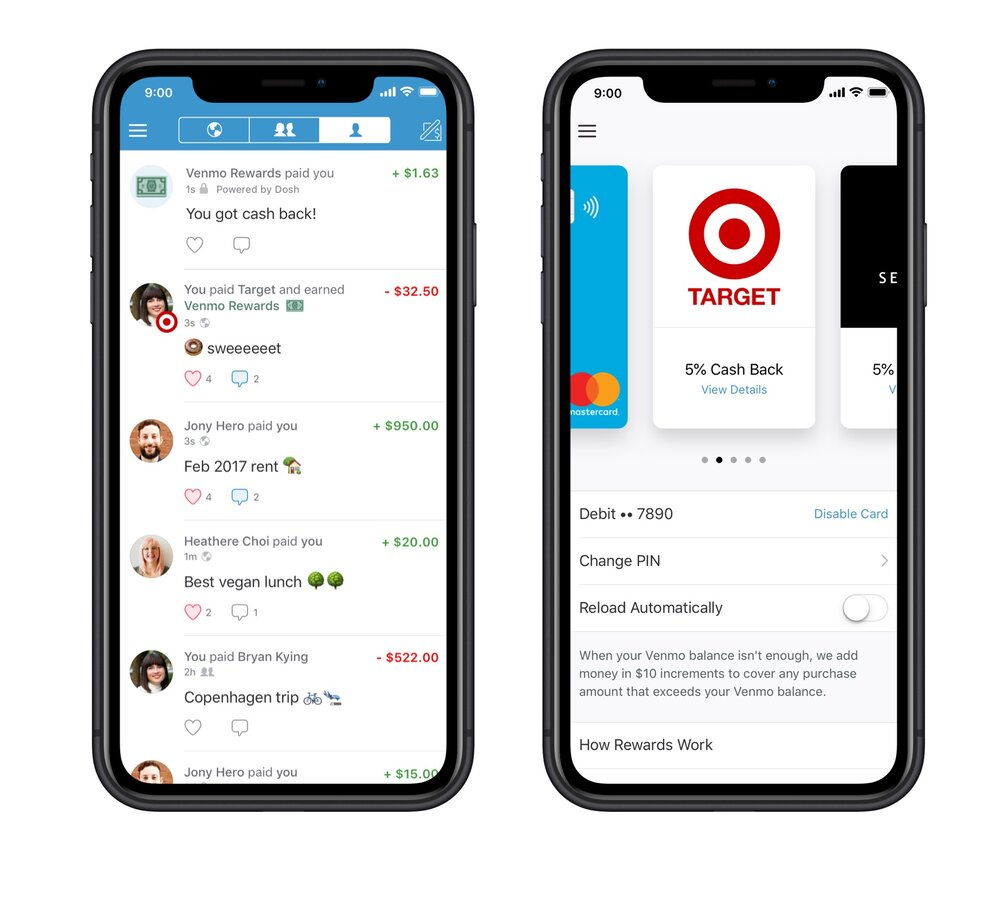 9:00
Venmo Rewards paid you
+ $1.63
1s Powered by Dosh
You got cash back!
You paid Target and earned
- $32.50
Venmo Rewards
3s
sweeeeeet
4 2
Jony Hero paid you
+ $950.00
3s
Feb 2017 rent
4 2
Heathere Choi paid you
+ $20.00
1m
Best vegan lunch
2 1
You paid Bryan Kying
- $522.00
2h
Copenhagen trip
Jony Hero paid you
+ $15.00
9:00
mastercard.
TARGET
5% Cash Back
View Details
SE
5%
V
Debit •• 7890
Disable Card
Change PIN
Reload Automatically
When your Venmo balance isn't enough, we add
money in $10 increments to cover any purchase
amount that exceeds your Venmo balance.
How Rewards Work